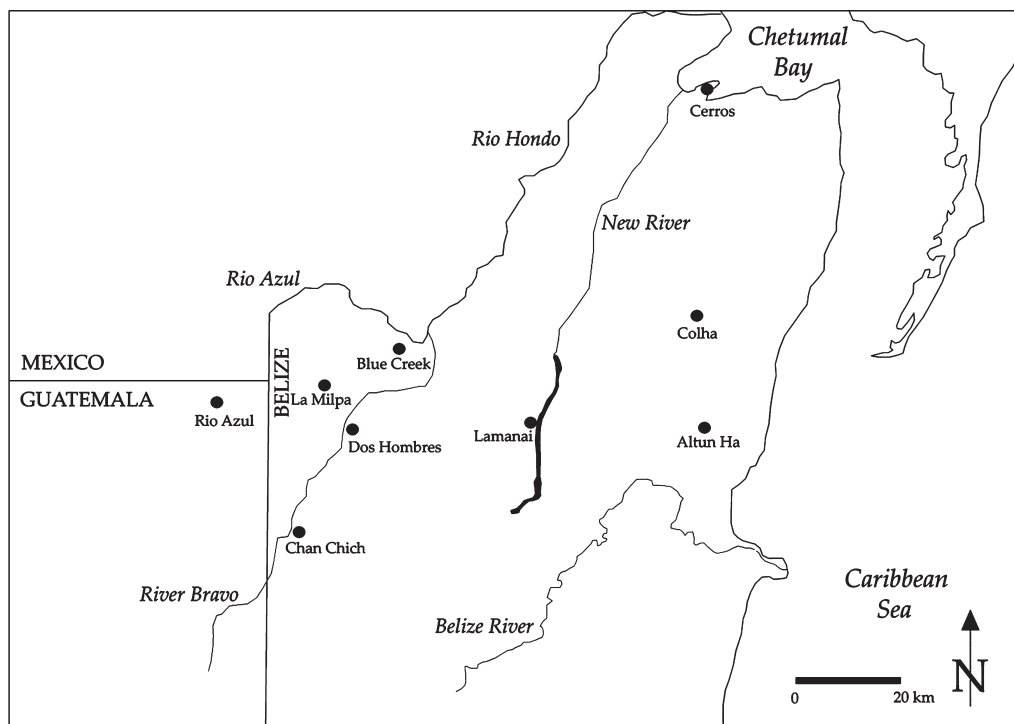 Chetumal
Bay
Cerros
Rio Hondo
New River
Rio Azul
Colha
Blue Creek
MEXICO
BELIZE
La Milpa
GUATEMALA
Rio Azul
Dos Hombres
Lamanai
Altun Ha
Chan Chich
River Bravo
Caribbean
Sea
Belize River
N
0
20 km